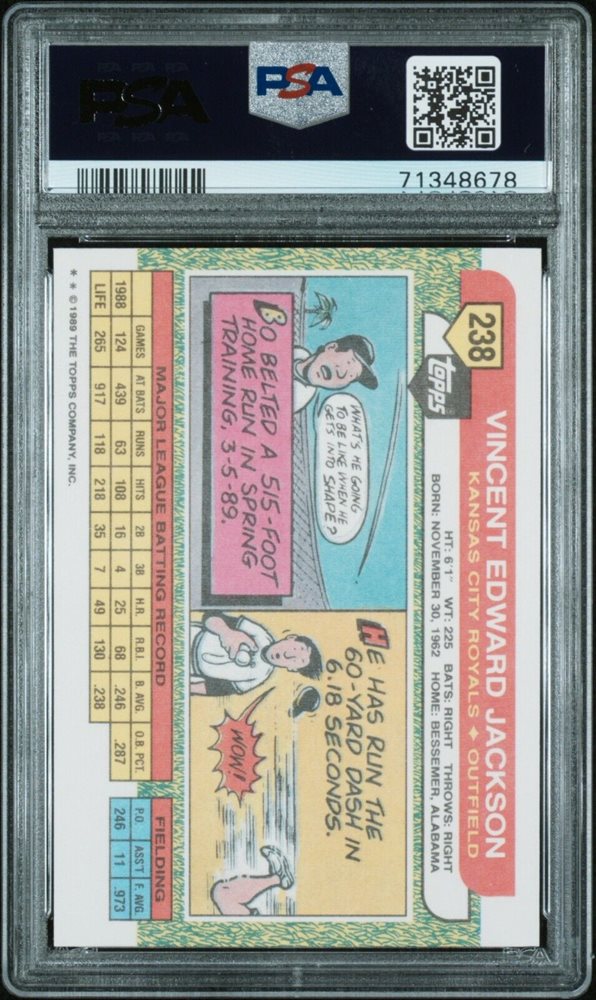 PSA
PSA
71348678
238
topps
VINCENT EDWARD JACKSON
KANSAS CITY ROYALS ✦ OUTFIELD
HT: 6'1" WT: 225 BATS: RIGHT THROWS: RIGHT
BORN: NOVEMBER 30, 1962 HOME: BESSEMER, ALABAMA
WHAT'S HE GOING
TO BE LIKE WHEN HE
GETS INTO SHAPE?
BO BELTED A 515-FOOT
HOME RUN IN SPRING
TRAINING, 3-5-89.
HE HAS RUN THE
60-YARD DASH IN
6.18 SECONDS.
WOW!
MAJOR LEAGUE BATTING RECORD
GAMES AT BATS RUNS HITS 2B 3B H.R. R.B.I. B. AVG. O.B. PCT.
1988 124 439 63 108 16 4 25 68 .246 .287
LIFE 265 917 118 218 35 7 49 130 .238
FIELDING
P.O. ASS'T F. AVG.
246 11 .973
* * © 1989 THE TOPPS COMPANY, INC.